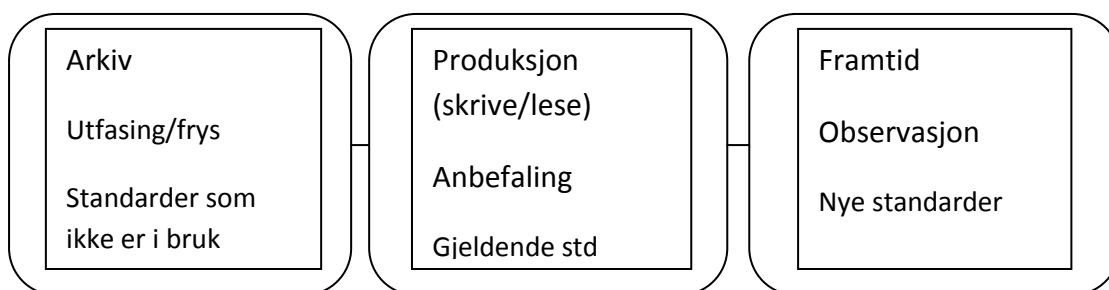 Arkiv
Utfasing/frys
Standarder som
ikke er i bruk
Produksjon
(skrive/lese)
Anbefaling
Gjeldende std
Framtid
Observasjon
Nye standarder